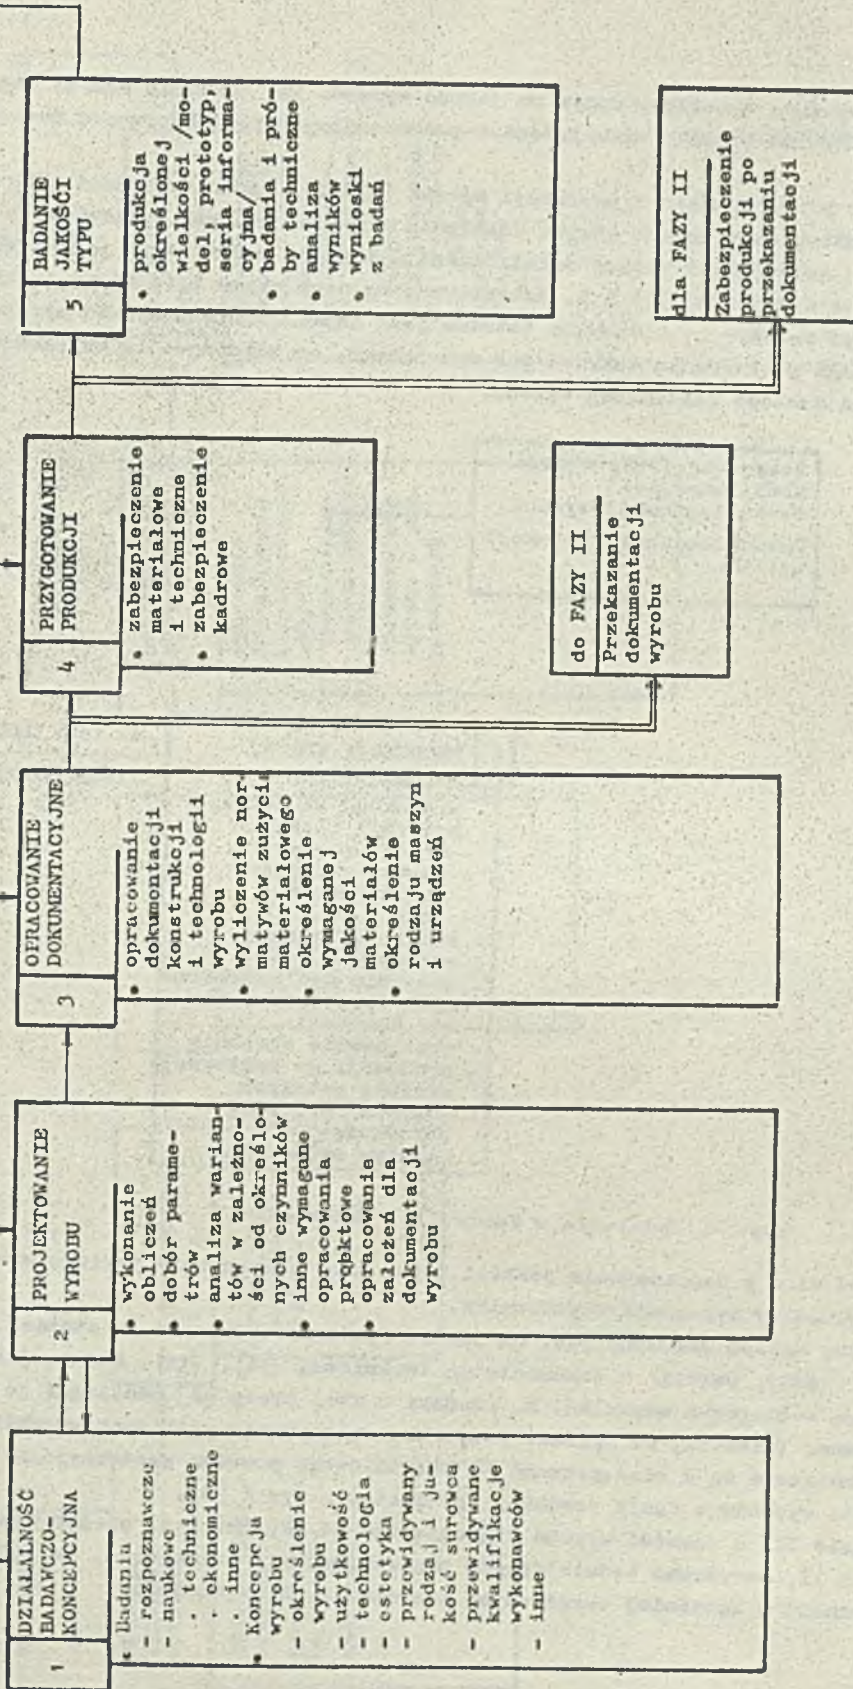 1
DZIAŁALNOŚĆ
BADAWCZO-
KONCEPCYJNA
• Badania
- rozpoznawcze
- naukowe
. techniczne
. ekonomiczne
. inne
• Koncepcja
wyrobu
- określenie
wyrobu
- użytkowość
- technologia
- estetyka
- przewidywany
rodzaj i ja-
kość surowca
- przewidywane
kwalifikacje
wykonawców
- inne
2
PROJEKTOWANIE
WYROBU
• wykonanie
obliczeń
• dobór parame-
trów
• analiza warian-
tów w zależno-
ści od określo-
nych czynników
• inne wymagane
opracowania
probktowe
• opracowanie
założeń dla
dokumentacji
wyrobu
3
OPRACOWANIE
DOKUMENTACYJNE
• opracowanie
dokumontacji
konstrukcji
i technologii
wyrobu
• wyliczenie nor-
matywów zużycia
materiałowego
• określenie
wymaganej
jakości
materiałów
• określenie
rodzaju maszyn
i urządzeń
4
PRZYGOTOWANIE
PRODUKCJI
• zabezpieczenie
materiałowe
i techniczne
• zabezpieczenie
kadrowe
do FAZY II
Przekazanie
dokumentacji
wyrobu
5
BADANIE
JAKOŚCI
TYPU
• produkcja
określonej
wielkości /mo-
del, prototyp,
seria informa-
cyjna/
• badania i pró-
by techniczne
• analiza
wyników
• wynioski
z badań
dla FAZY II
Zabezpieczenie
produkcji po
przekazaniu
dokumentacji